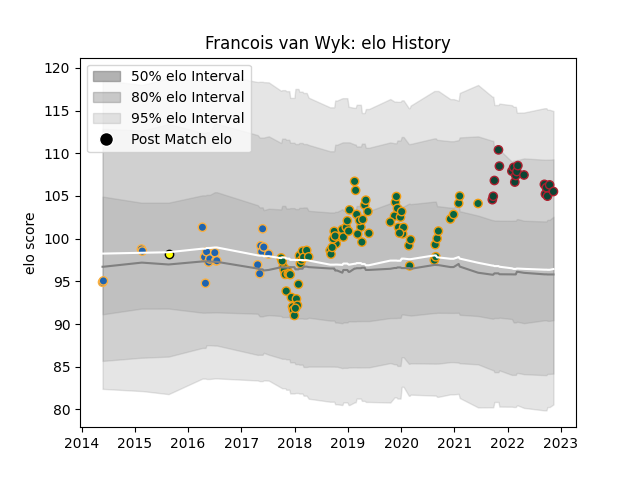 Francois van Wyk: elo History
50% elo Interval
80% elo Interval
95% elo Interval
Post Match elo
elo score
120
115
110
105
100
95
90
85
80
2014 2015 2016 2017 2018 2019 2020 2021 2022 2023